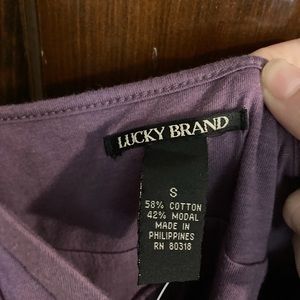 LUCKY BRAND
S
58% COTTON
42% MODAL
MADE IN
PHILIPPINES
RN 80318